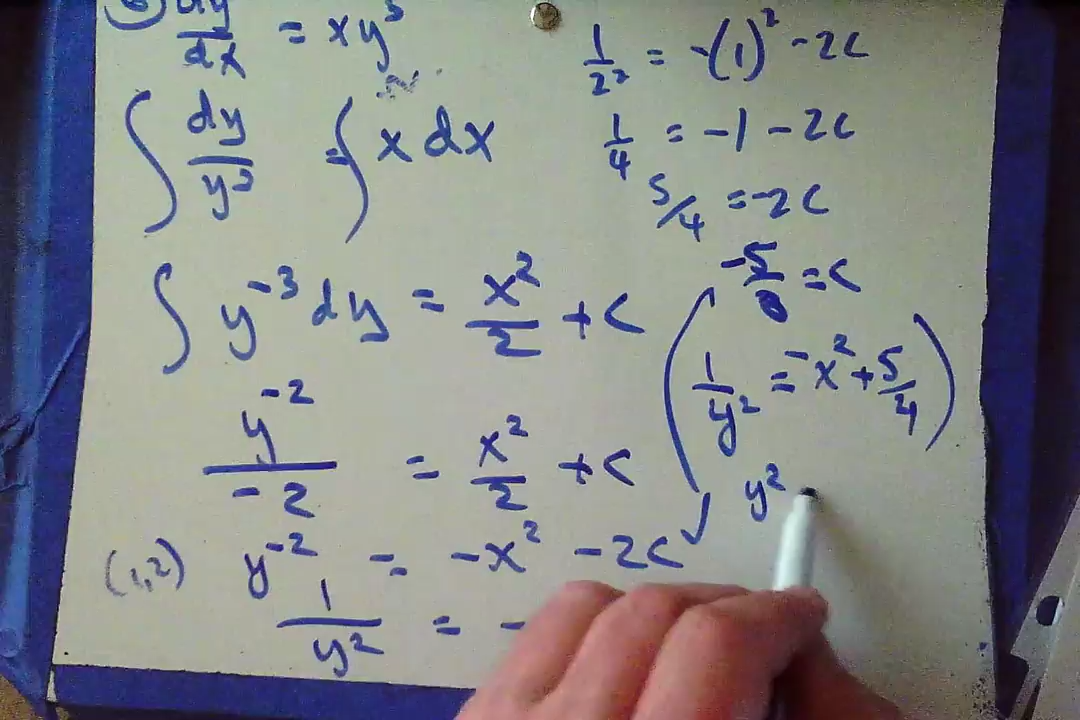 dy/dx = xy³
∫ dy/y³ = ∫ x dx
∫ y⁻³ dy = x²/2 + c
y⁻²/-2 = x²/2 + c
(1,2) y⁻² = -x² - 2c
1/y² = -
1/2² = -(1)² - 2c
1/4 = -1 - 2c
5/4 = -2c
-5/8 = c
(1/y² = -x² + 5/4)
y²